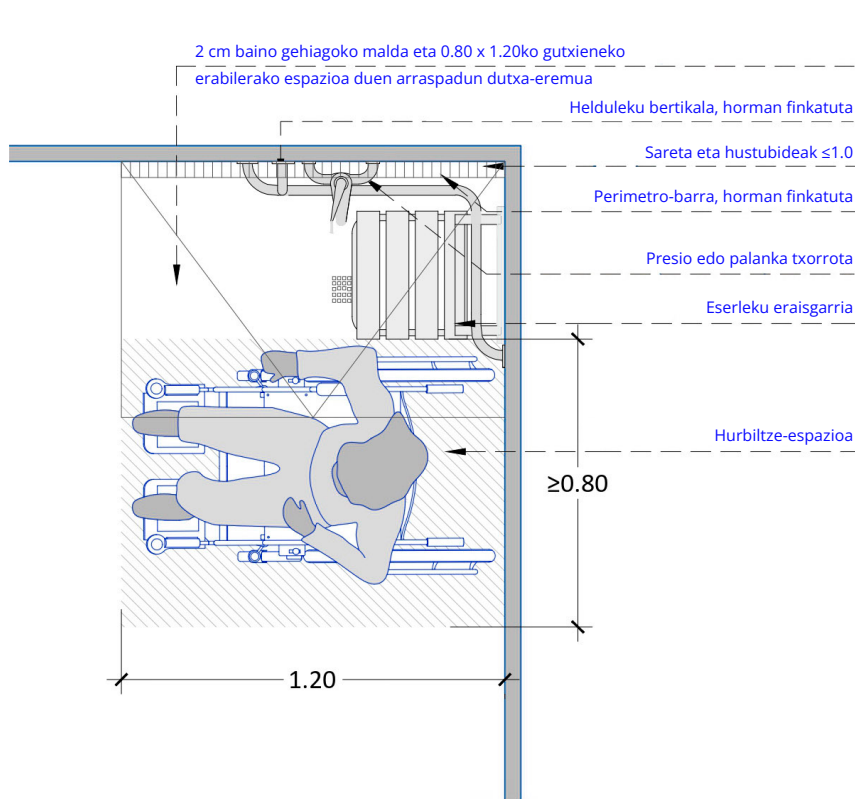 2 cm baino gehiagoko malda eta 0.80 x 1.20ko gutxieneko
erabilerako espazioa duen arraspadun dutxa-eremua
Helduleku bertikala, horman finkatuta
Sareta eta hustubideak ≤1.0
Perimetro-barra, horman finkatuta
Presio edo palanka txorrota
Eserleku eraisgarria
Hurbiltze-espazioa
≥0.80
1.20